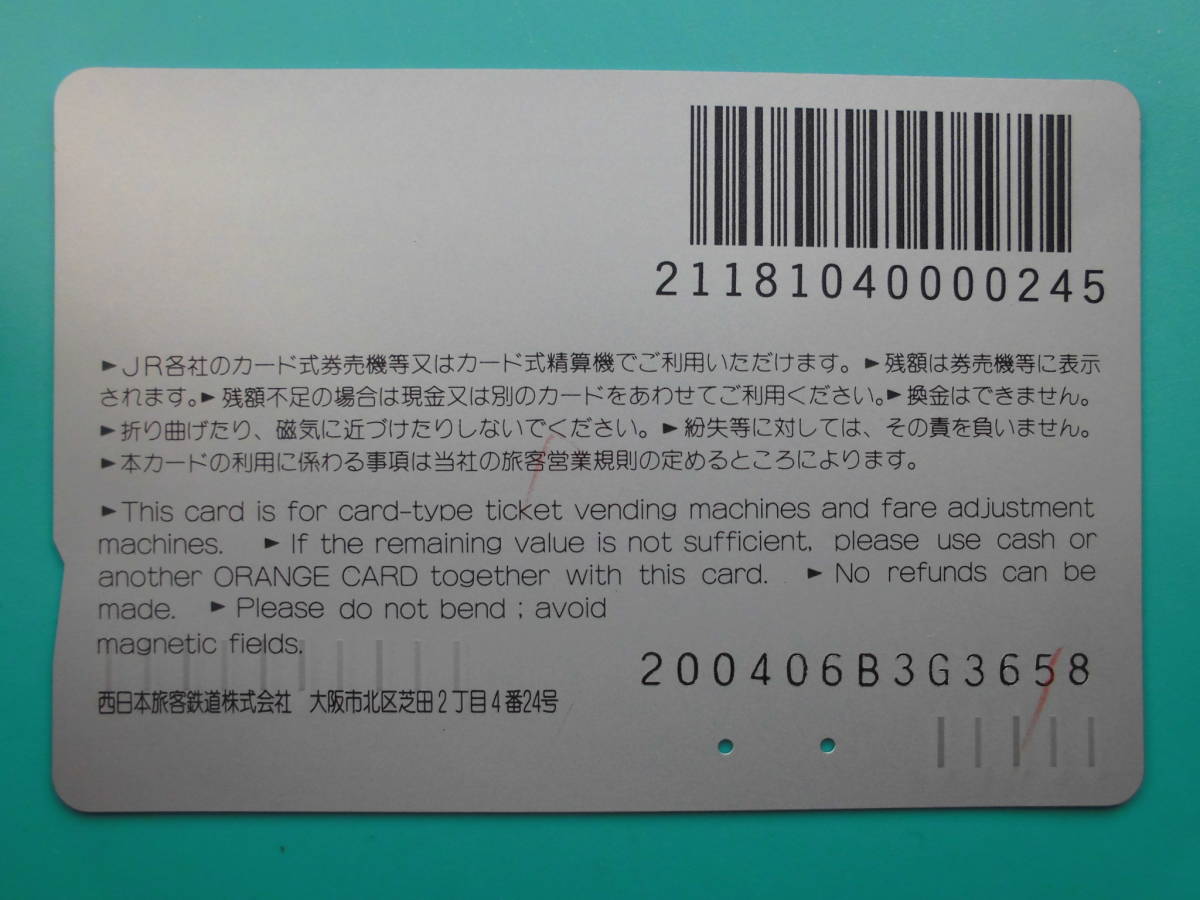 21181040000245
►JR各社のカード式券売機等又はカード式精算機でご利用いただけます。►残額は券売機等に表示
されます。►残額不足の場合は現金又は別のカードをあわせてご利用ください。►換金はできません。
►折り曲げたり、磁気に近づけたりしないでください。►紛失等に対しては、その責を負いません。
►本カードの利用に係わる事項は当社の旅客営業規則の定めるところによります。
►This card is for card-type ticket vending machines and fare adjustment
machines. ►If the remaining value is not sufficient, please use cash or
another ORANGE CARD together with this card. ►No refunds can be
made. ►Please do not bend ; avoid
magnetic fields.
200406B3G3658
西日本旅客鉄道株式会社 大阪市北区芝田2丁目4番24号